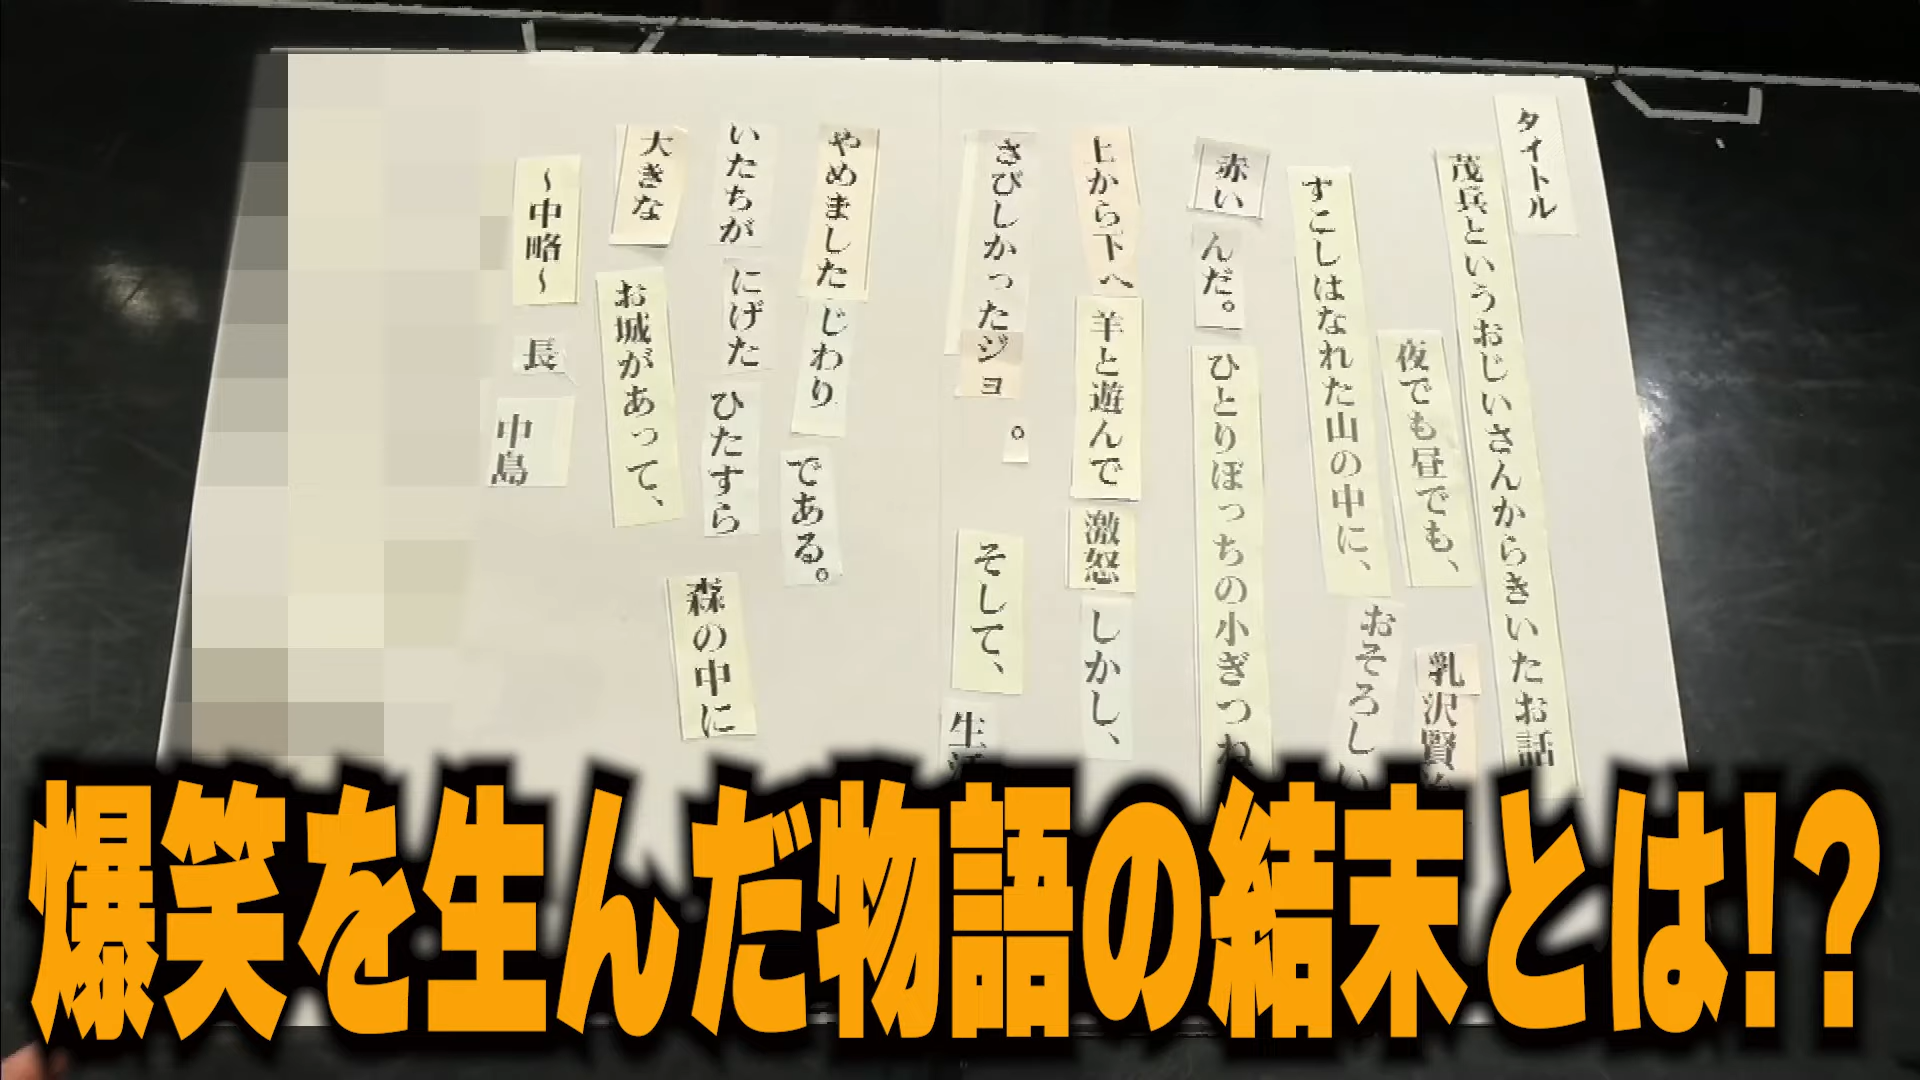 タイトル
茂兵というおじいさんからきいたお話
夜でも昼でも、 乳沢賢治
すこしはなれた山の中に、 おそろしい
赤いんだ。 ひとりぼっちの小ぎつね
上から下へ 羊と遊んで 激怒 しかし、
さびしかったジョ。 そして、 生
やめました じわり である。
いたちが にげた ひたすら 森の中に
大きな お城があって、
~中略~ 長 中島
爆笑を生んだ物語の結末とは!?